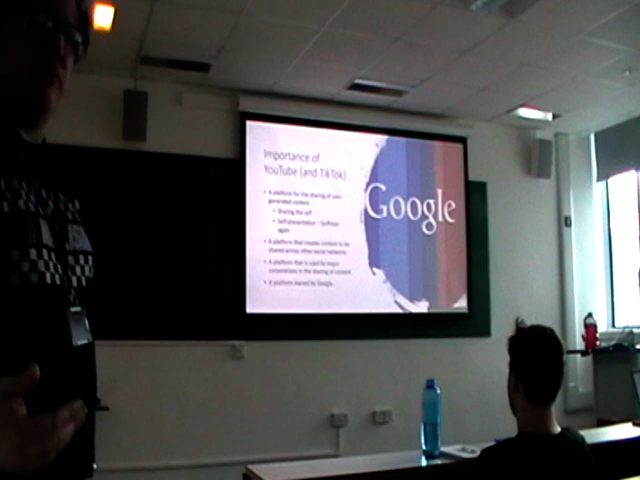 Importance of
YouTube (and TikTok)
• A platform for the sharing of user-
generated content
• Sharing the self
• Self-presentation – Goffman
again
• A platform that creates content to be
shared across other social networks
• A platform that is used by major
corporations in the sharing of content
• A platform owned by Google.
Google